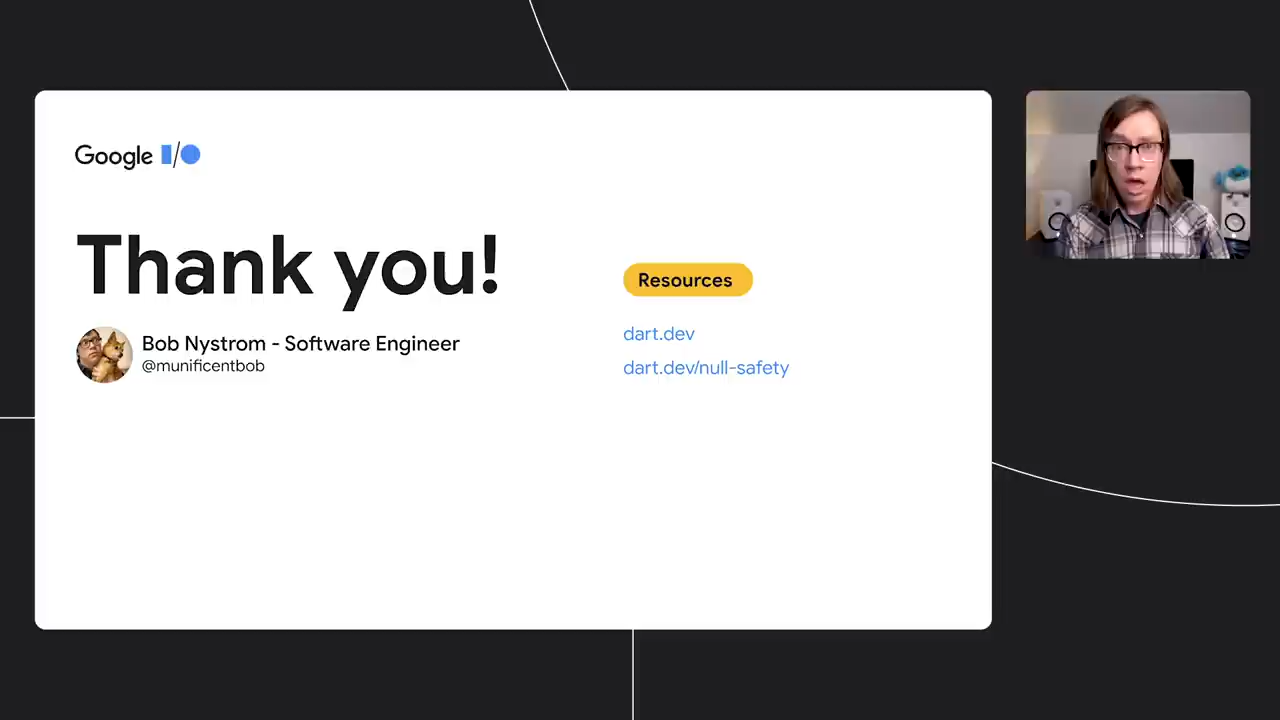 Google I/O
Thank you!
Bob Nystrom - Software Engineer
@munificentbob
Resources
dart.dev
dart.dev/null-safety